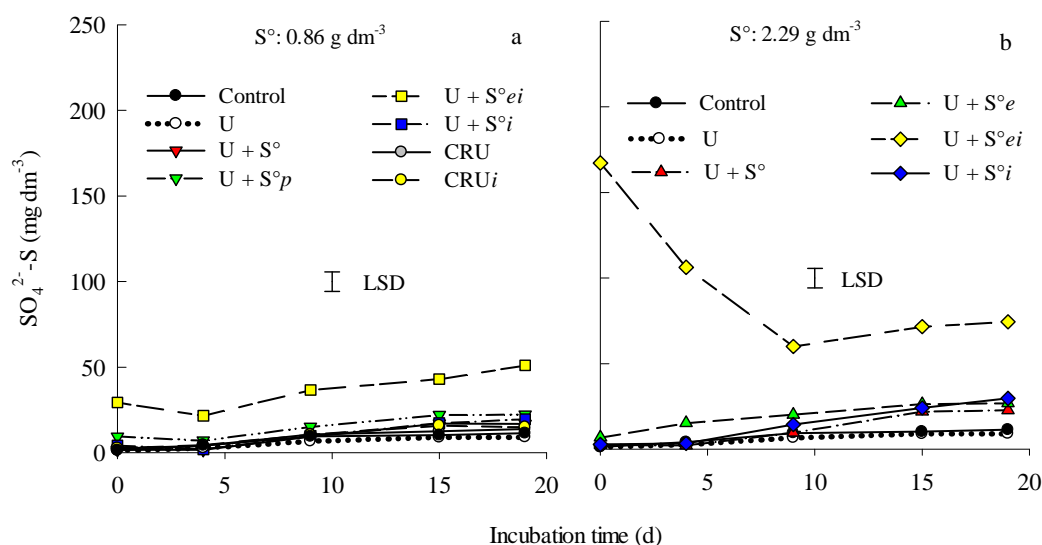 S°: 0.86 g dm-3
a
Control
U
U + S°
U + S°p
U + S°ei
U + S°i
CRU
CRUi
LSD
250
200
150
100
50
0
0 5 10 15 20
SO42--S (mg dm-3)
S°: 2.29 g dm-3
b
Control
U
U + S°
U + S°e
U + S°ei
U + S°i
LSD
0 5 10 15 20
Incubation time (d)